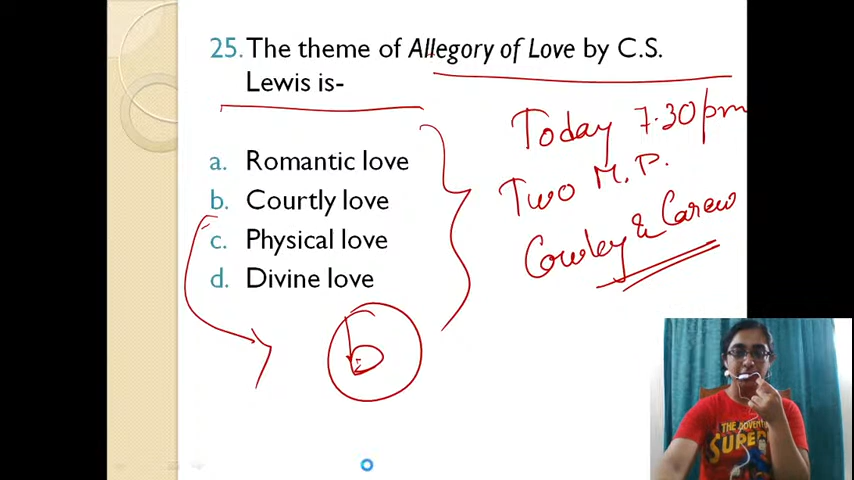 25. The theme of Allegory of Love by C.S.
Lewis is-
a. Romantic love
b. Courtly love
c. Physical love
d. Divine love
Today 7.30pm
Two M.P.
Cowley & Carew
b
THE ADVENT
SUPER